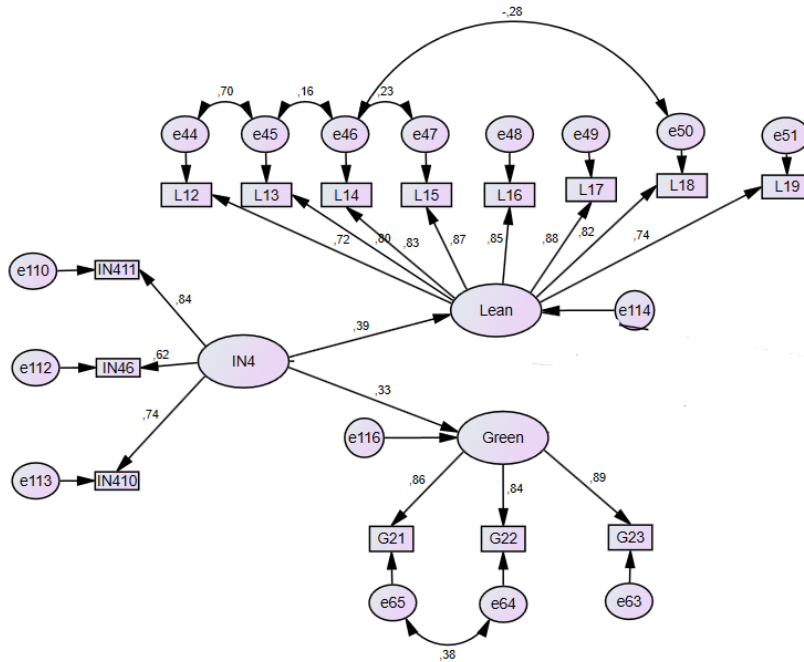 -,28
,70
,16
,23
e44
e45
e46
e47
e48
e49
e50
e51
L12
L13
L14
L15
L16
L17
L18
L19
,72
,80
,83
,87
,85
,88
,82
,74
e110
IN411
,84
Lean
e114
,39
e112
IN46
,62
IN4
,74
,33
e116
Green
e113
IN410
,86
,84
,89
G21
G22
G23
e65
e64
e63
,38